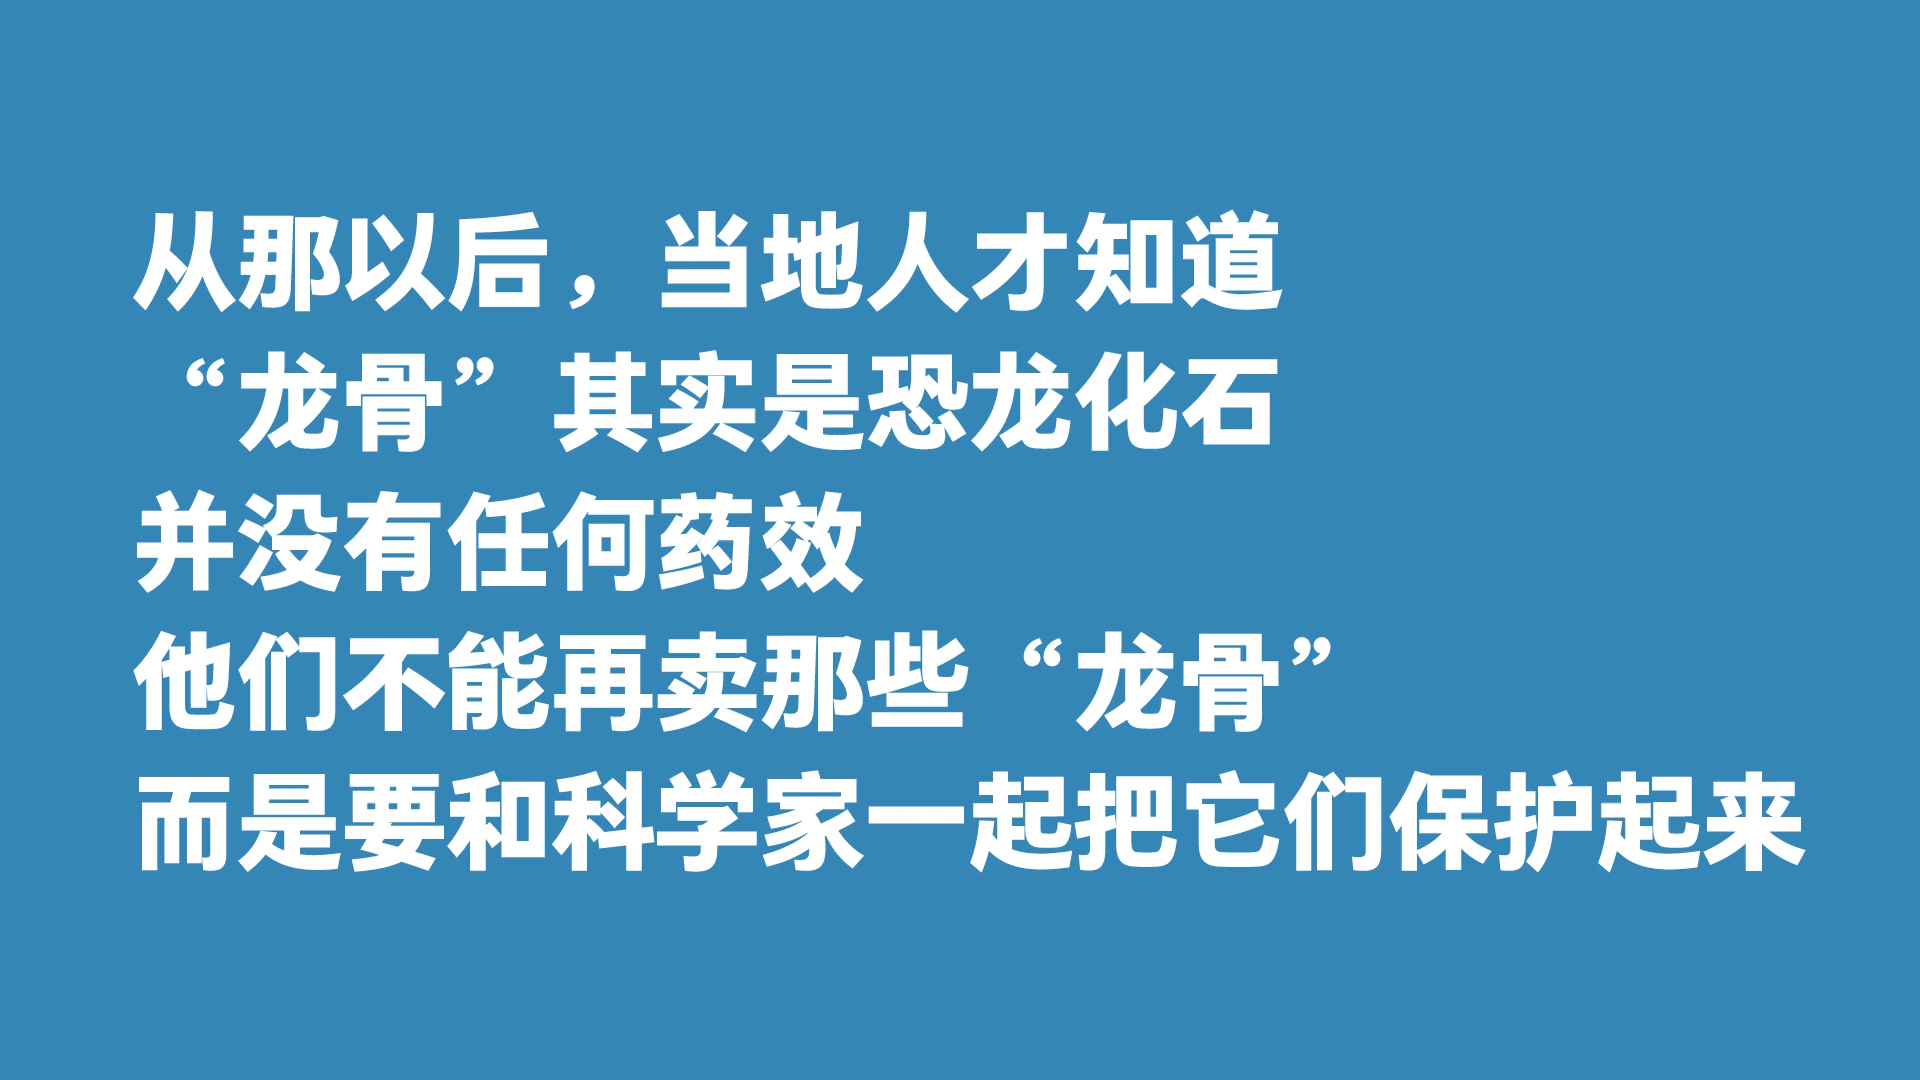 从那以后，当地人才知道
“龙骨”其实是恐龙化石
并没有任何药效
他们不能再卖那些“龙骨”
而是要和科学家一起把它们保护起来